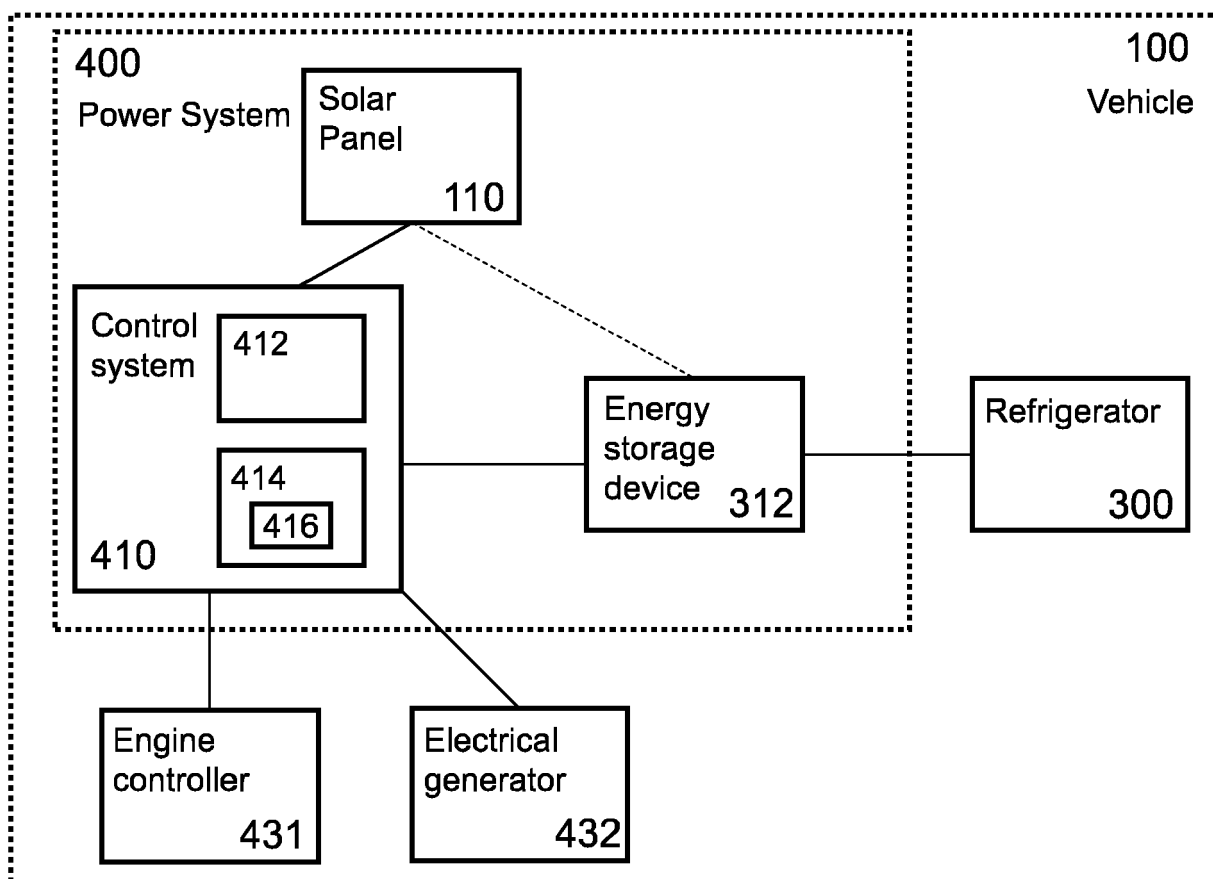 400
Power System
100
Vehicle
Solar
Panel
110
Control
system
412
414
416
410
Energy
storage
device
312
Refrigerator
300
Engine
controller
431
Electrical
generator
432